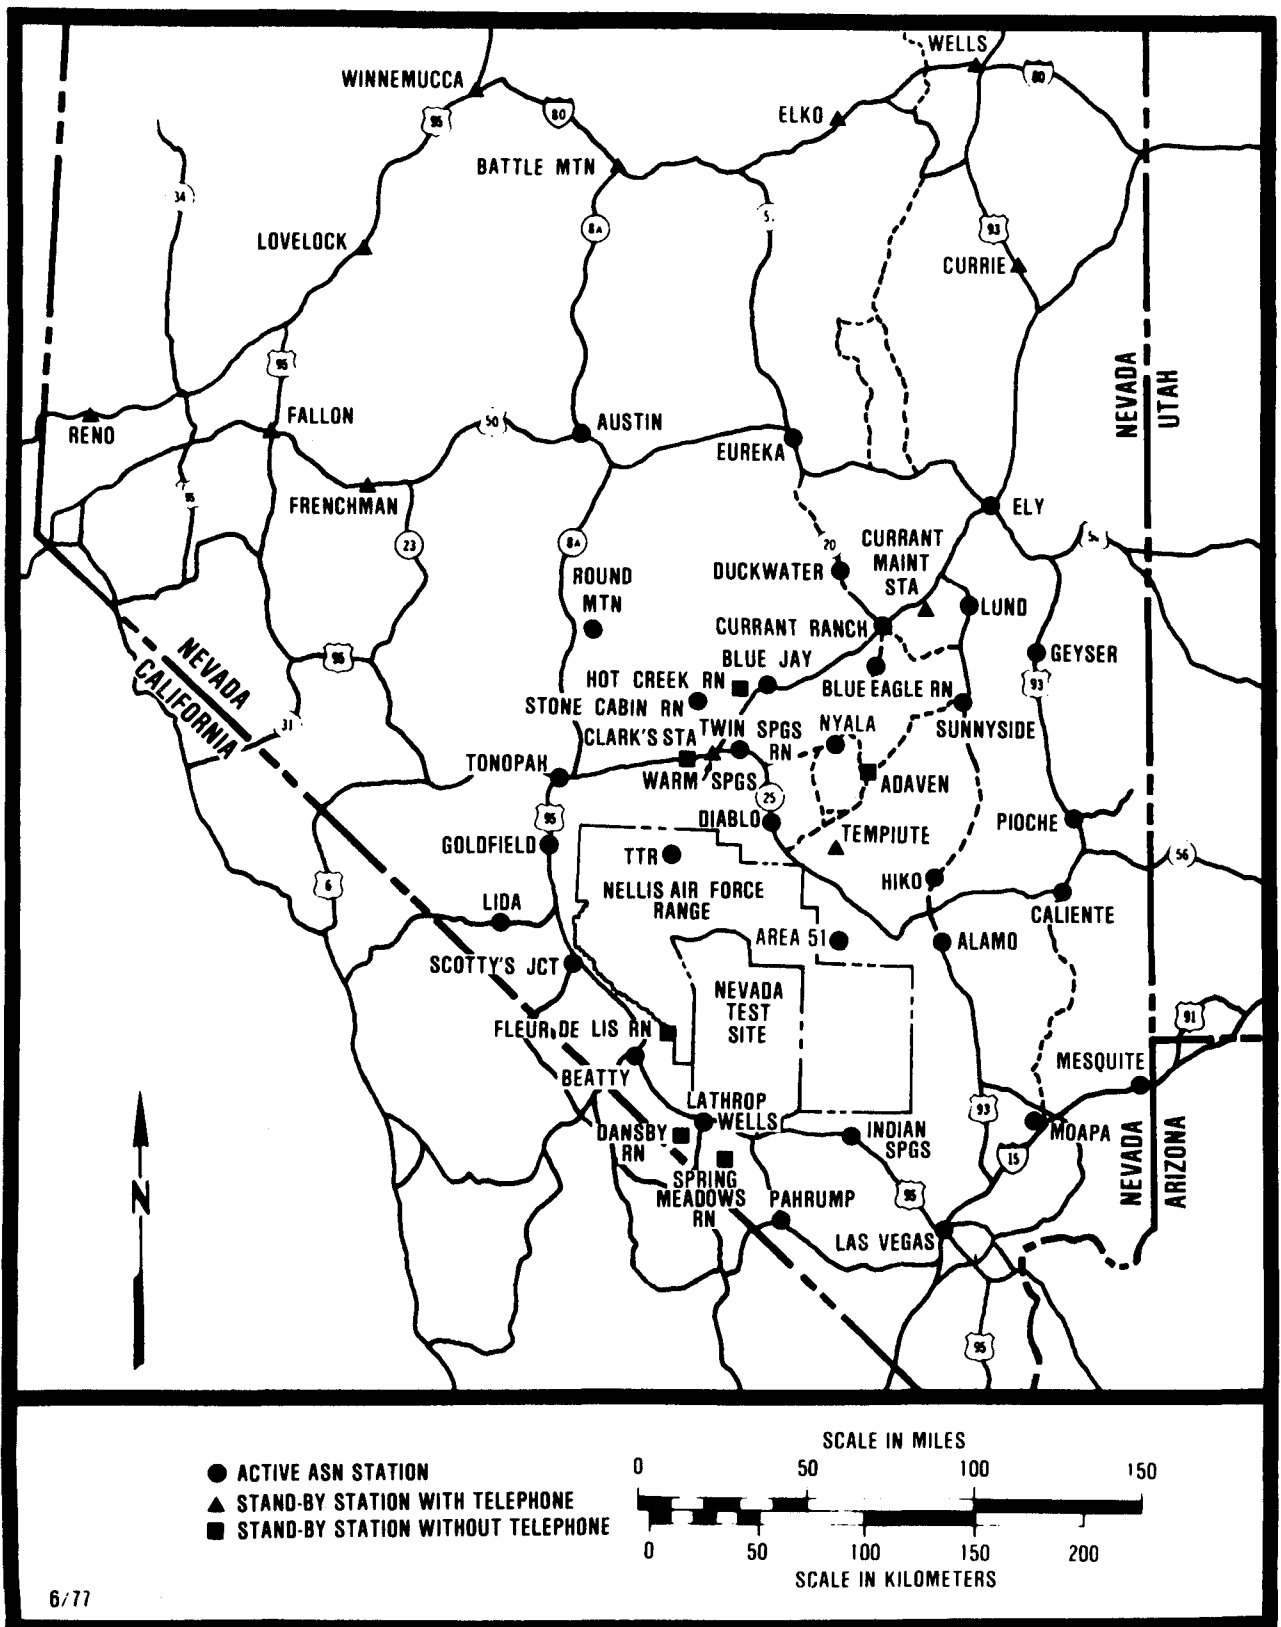 WELLS
WINNEMUCCA
80
95
80
ELKO
BATTLE MTN
34
8A
5
93
LOVELOCK
CURRIE
95
NEVADA
UTAH
FALLON
RENO
50
AUSTIN
EUREKA
95
FRENCHMAN
ELY
23
8A
20
CURRANT
MAINT
STA
DUCKWATER
ROUND
MTN
LUND
CURRANT RANCH
NEVADA
CALIFORNIA
95
BLUE JAY
GEYSER
HOT CREEK RN
BLUE EAGLE RN
93
STONE CABIN RN
31
TWIN SPGS
RN
NYALA
SUNNYSIDE
CLARK'S STA
TONOPAH
WARM SPGS
ADAVEN
25
95
DIABLO
PIOCHE
TEMPIUTE
GOLDFIELD
TTR
56
6
NELLIS AIR FORCE
RANGE
HIKO
LIDA
CALIENTE
AREA 51
ALAMO
SCOTTY'S JCT
NEVADA
TEST
SITE
91
FLEUR DE LIS RN
MESQUITE
BEATTY
LATHROP
WELLS
93
DANSBY
RN
INDIAN
SPGS
MOAPA
NEVADA
ARIZONA
15
SPRING
MEADOWS
RN
95
PAHRUMP
LAS VEGAS
N
95
ACTIVE ASN STATION
STAND-BY STATION WITH TELEPHONE
STAND-BY STATION WITHOUT TELEPHONE
SCALE IN MILES
0 50 100 150
0 50 100 150 200
SCALE IN KILOMETERS
6/77